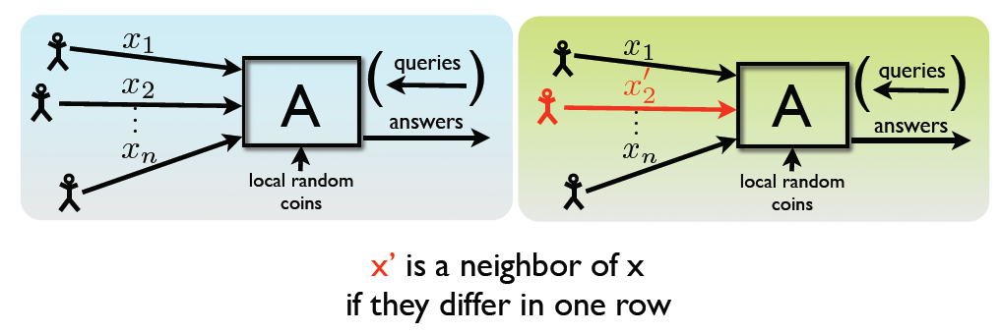 x₁
x₂
⋮
xₙ
A
( queries )
answers
local random
coins
x₁
x₂′
⋮
xₙ
A
( queries )
answers
local random
coins
x' is a neighbor of x
if they differ in one row